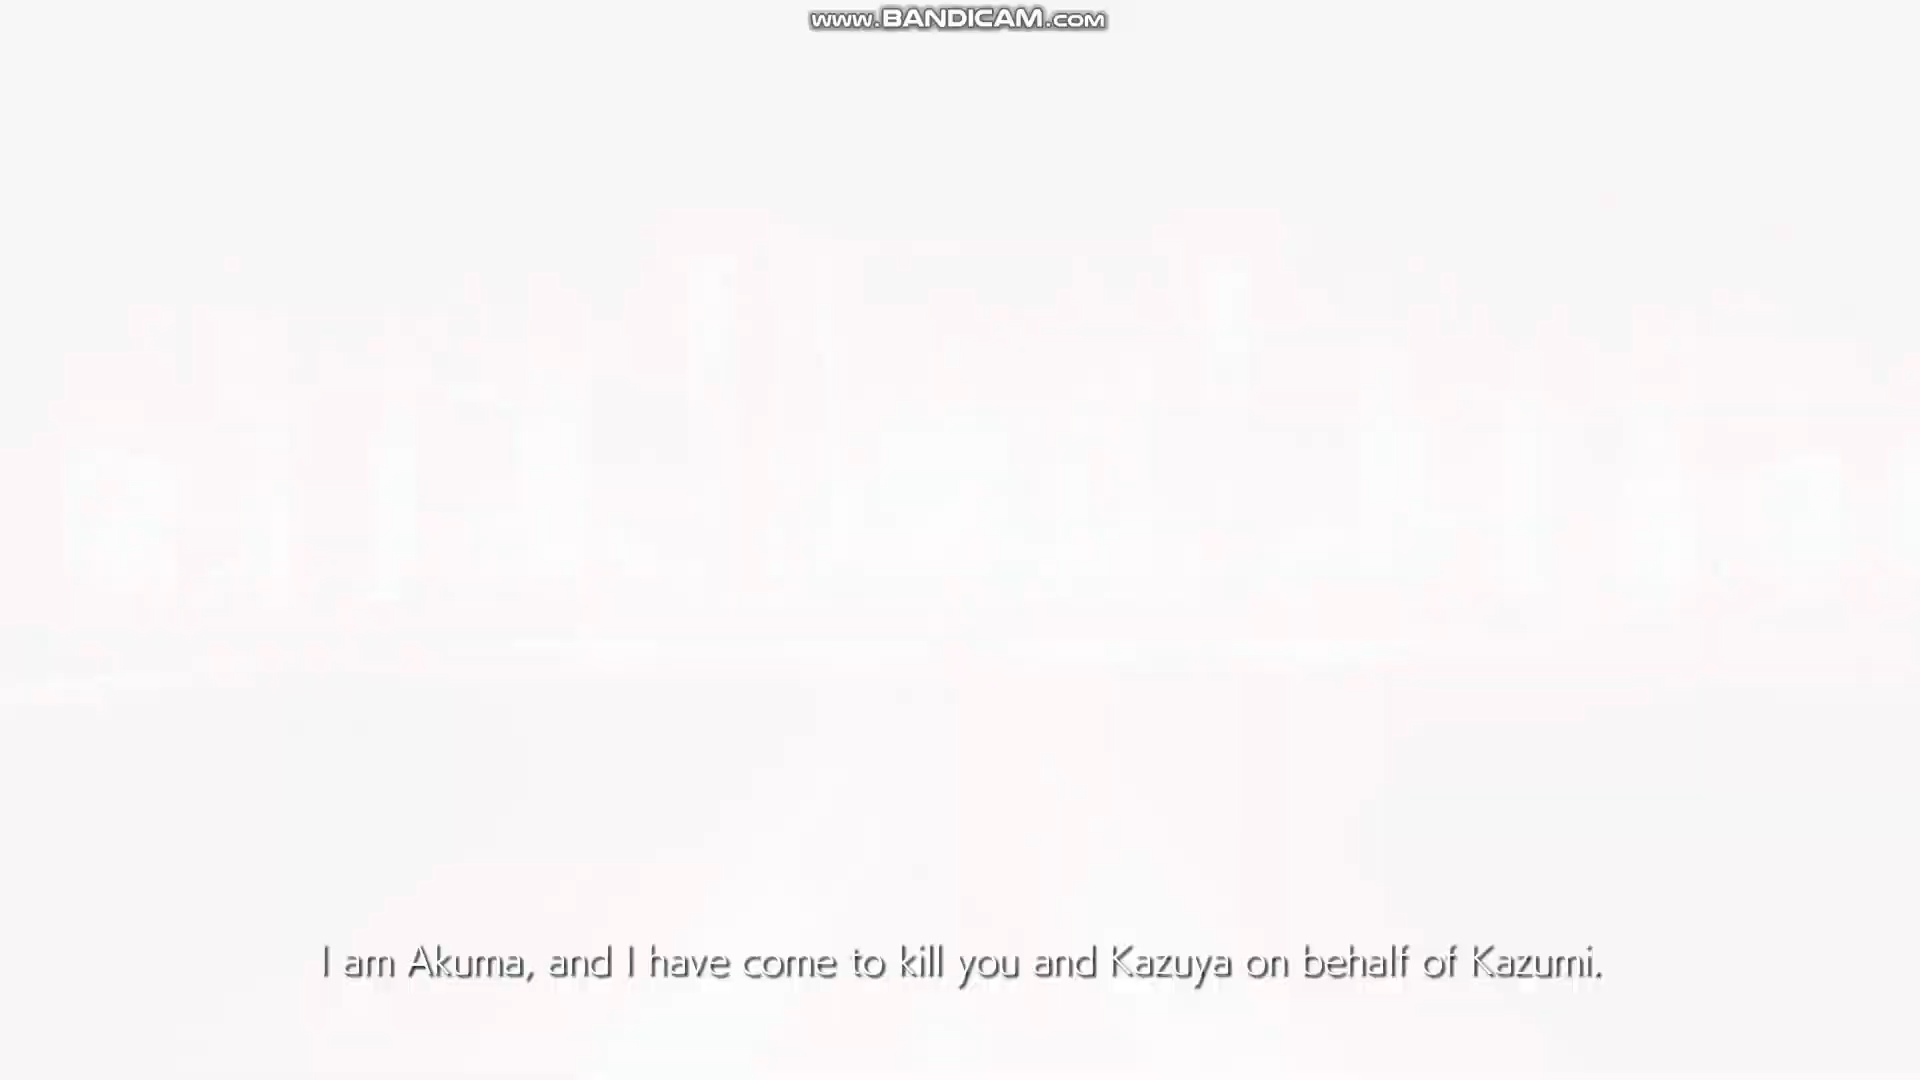 www.BANDICAM.com
I am Akuma, and I have come to kill you and Kazuya on behalf of Kazumi.